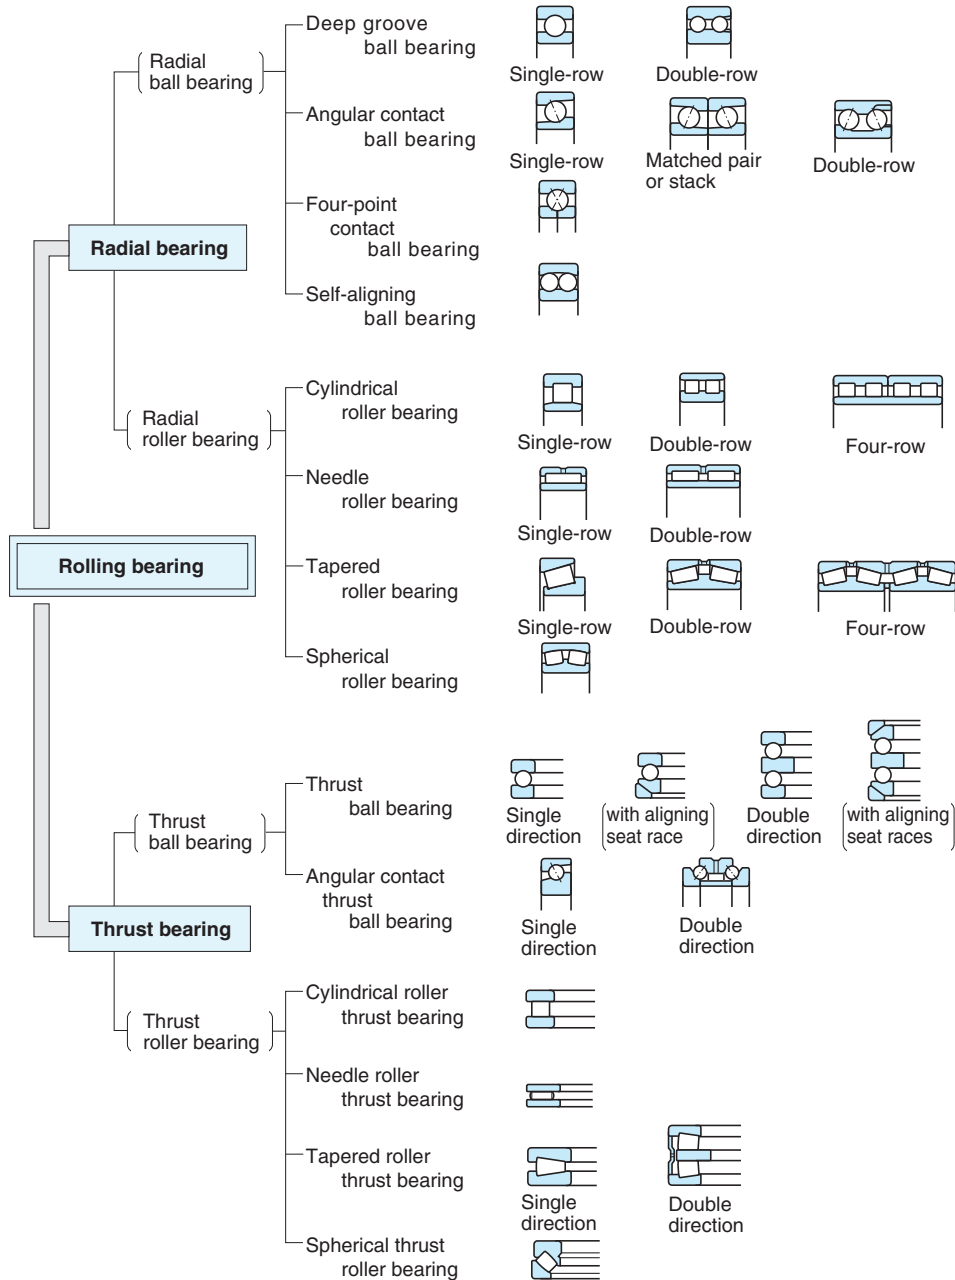 Deep groove
ball bearing
Single-row
Double-row
Radial
ball bearing
Angular contact
ball bearing
Single-row
Matched pair
or stack
Double-row
Four-point
contact
ball bearing
Radial bearing
Self-aligning
ball bearing
Cylindrical
roller bearing
Single-row
Double-row
Four-row
Radial
roller bearing
Needle
roller bearing
Single-row
Double-row
Rolling bearing
Tapered
roller bearing
Single-row
Double-row
Four-row
Spherical
roller bearing
Thrust
ball bearing
Single
direction
with aligning
seat race
Double
direction
with aligning
seat races
Thrust
ball bearing
Angular contact
thrust
ball bearing
Single
direction
Double
direction
Thrust bearing
Cylindrical roller
thrust bearing
Thrust
roller bearing
Needle roller
thrust bearing
Tapered roller
thrust bearing
Single
direction
Double
direction
Spherical thrust
roller bearing